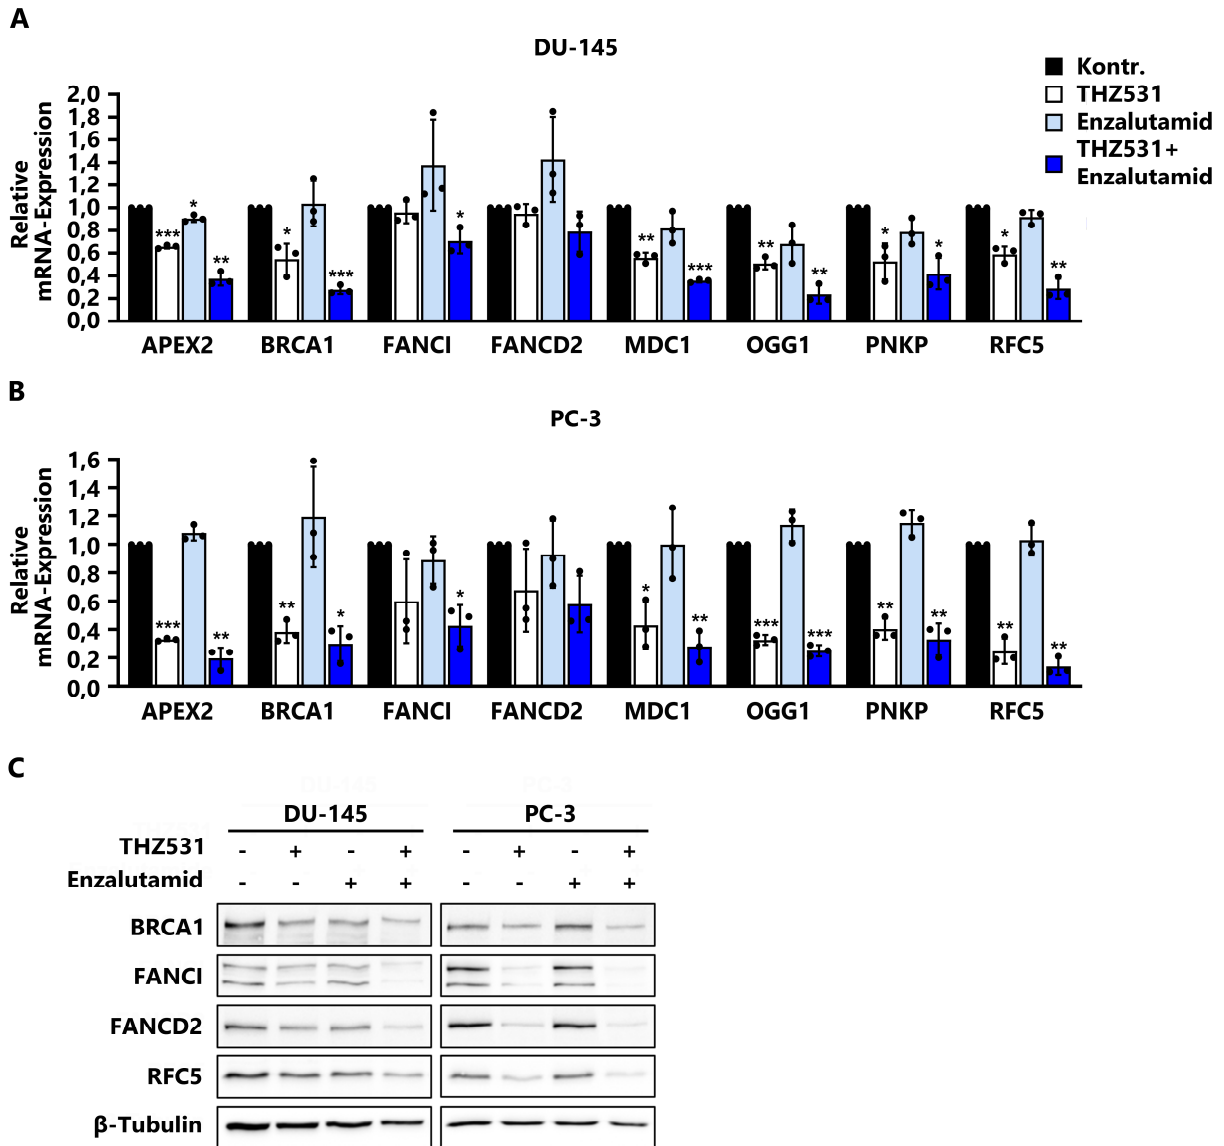 A
DU-145
Kontr.
THZ531
Enzalutamid
THZ531+
Enzalutamid
Relative
mRNA-Expression
2,0
1,8
1,6
1,4
1,2
1,0
0,8
0,6
0,4
0,2
0,0
*** * **
* ***
*
** ***
** **
* *
* **
APEX2 BRCA1 FANCI FANCD2 MDC1 OGG1 PNKP RFC5
B
PC-3
Relative
mRNA-Expression
1,6
1,4
1,2
1,0
0,8
0,6
0,4
0,2
0,0
*** **
** *
*
* **
*** ***
** **
** **
APEX2 BRCA1 FANCI FANCD2 MDC1 OGG1 PNKP RFC5
C
DU-145 PC-3
THZ531 - + - + - + - +
Enzalutamid - - + + - - + +
BRCA1
FANCI
FANCD2
RFC5
β-Tubulin